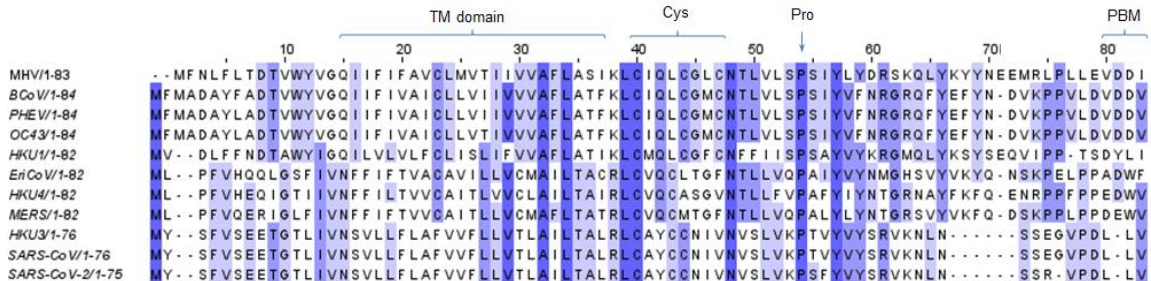 TM domain Cys Pro PBM
10 20 30 40 50 60 70 80
MHV/1-83 --MFNLFLTDTVWYVGQIIFIFAVCLMVTIIVVAFLASIKLCIQLCGLCNTLVLSPSIYLYDRSKQLYKYYNEEMRLPLLEVDDI
BCoV/1-84 MFMADAYFADTVWYVGQIIFIVAICLLVIIVVVAFLATFKLCIQLCGMCNTLVLSPSIYVFNRGRQFYEFYN-DVKPPVLDVDDV
PHEV/1-84 MFMADAYLADTVWYVGQIIFIVAICLLVTIVVVAFLATFKLCIQLCGMCNTLVLSPSIYVFNRGRQFYEFYN-DVKPPVLDVDDV
OC43/1-84 MFMADAYFADTVWYVGQIIFIVAICLLVTIVVVAFLATFKLCIQLCGMCNTLVLSPSIYVFNRGRQFYEFYN-DVKPPVLDVDDV
HKU1/1-82 MV--DLFFNDTAWYIGQILVLVLFCLISLIFVVAFLATIKLCMQLCGFCNFFIISPSAYVYKRGMQLYKSYSEQVIPP-TSDYLI
EriCoV/1-82 ML--PFVHQQLGSFIVNFFIFTVACAVILLVCMAILTACRLCVQCLTGFNTLLVQPAIYVYNMGHSVYVKYQ-NSKPELPPADWF
HKU4/1-82 ML--PFVHEQIGTIIVNFFILTVVCAITLLVCLAILTATRLCVQCASGVNTLLFVPAFYIYNTGRNAYFKFQ-ENRPPFPPEDWV
MERS/1-82 ML--PFVQERIGLFIVNFFIFTVVCAITLLVCMAFLTATRLCVQCMTGFNTLLVQPALYLYNTGRSVYVKFQ-DSKPPLPPDEWV
HKU3/1-76 MY--SFVSEETGTLIVNSVLLFLAFVVFLLVTLAILTALRLCAYCCNIVNVSLVKPTVYVYSRVKNLN------SSEGVPD-LLV
SARS-CoV/1-76 MY--SFVSEETGTLIVNSVLLFLAFVVFLLVTLAILTALRLCAYCCNIVNVSLVKPTVYVYSRVKNLN------SSEGVPDL-LV
SARS-CoV-2/1-75 MY--SFVSEETGTLIVNSVLLFLAFVVFLLVTLAILTALRLCAYCCNIVNVSLVKPSFYVYSRVKNLN------SSR-VPDL-LV